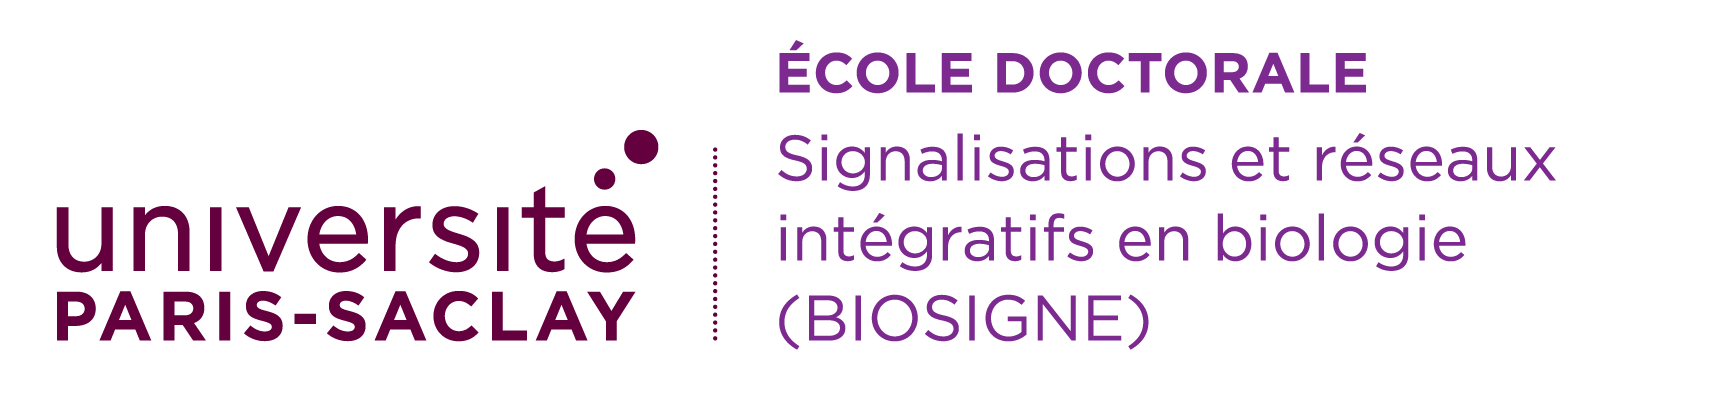 université
PARIS-SACLAY
ÉCOLE DOCTORALE
Signalisations et réseaux
intégratifs en biologie
(BIOSIGNE)